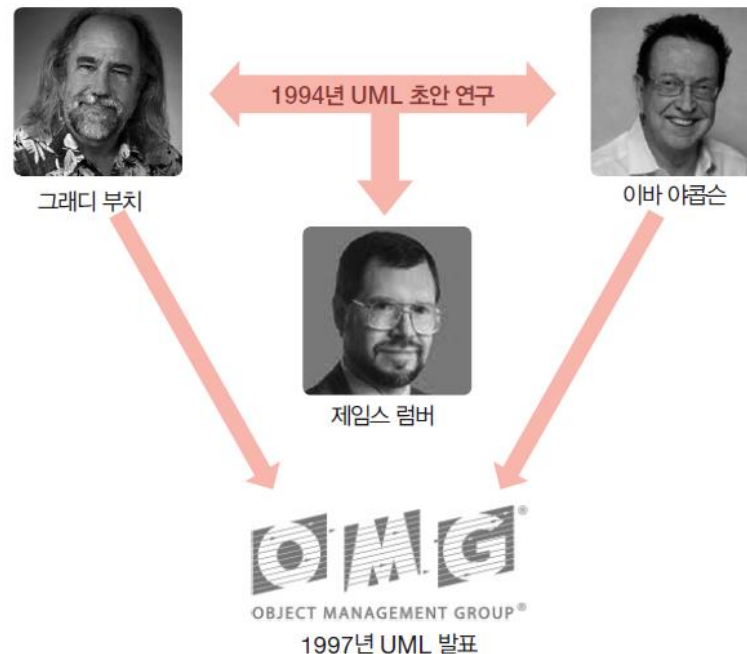 1994년 UML 초안 연구
그래디 부치
이바 야콥슨
제임스 럼버
OMG®
OBJECT MANAGEMENT GROUP®
1997년 UML 발표